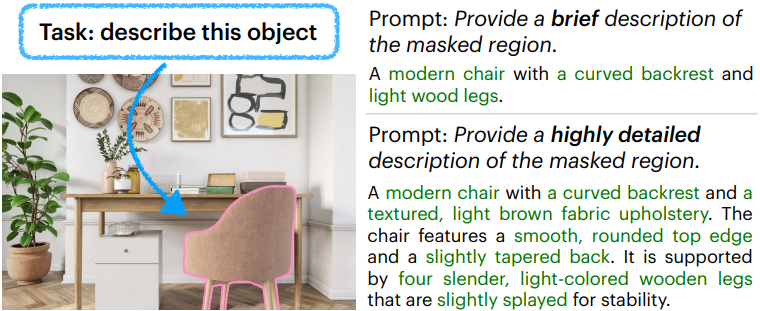 Task: describe this object
Prompt: Provide a brief description of
the masked region.
A modern chair with a curved backrest and
light wood legs.
Prompt: Provide a highly detailed
description of the masked region.
A modern chair with a curved backrest and a
textured, light brown fabric upholstery. The
chair features a smooth, rounded top edge
and a slightly tapered back. It is supported
by four slender, light-colored wooden legs
that are slightly splayed for stability.